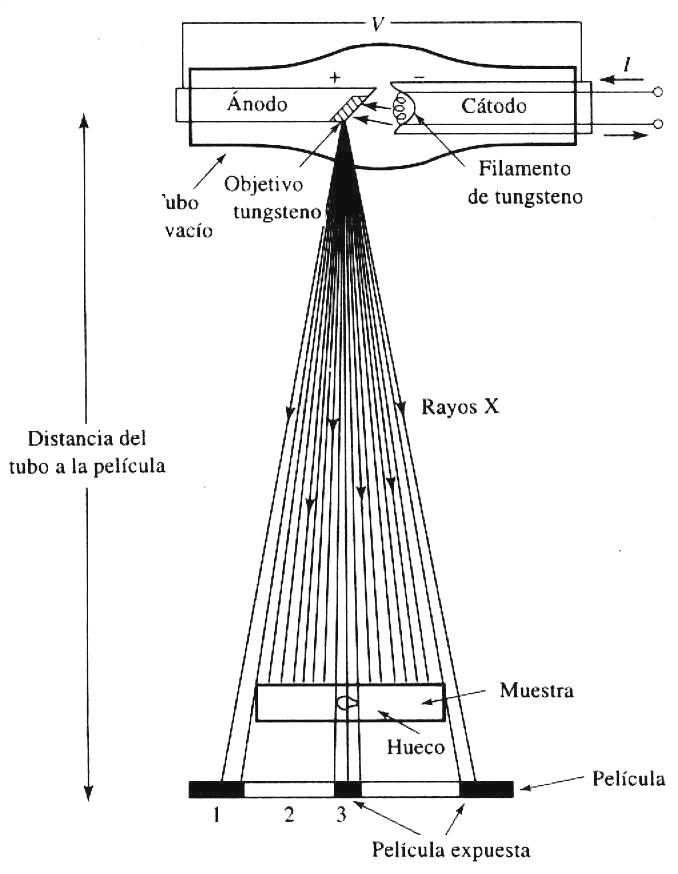 V
+
−
I
Ánodo
Cátodo
Objetivo
tungsteno
Filamento
de tungsteno
ubo
vacío
Rayos X
Distancia del
tubo a la película
Muestra
Hueco
Película
1 2 3
Película expuesta